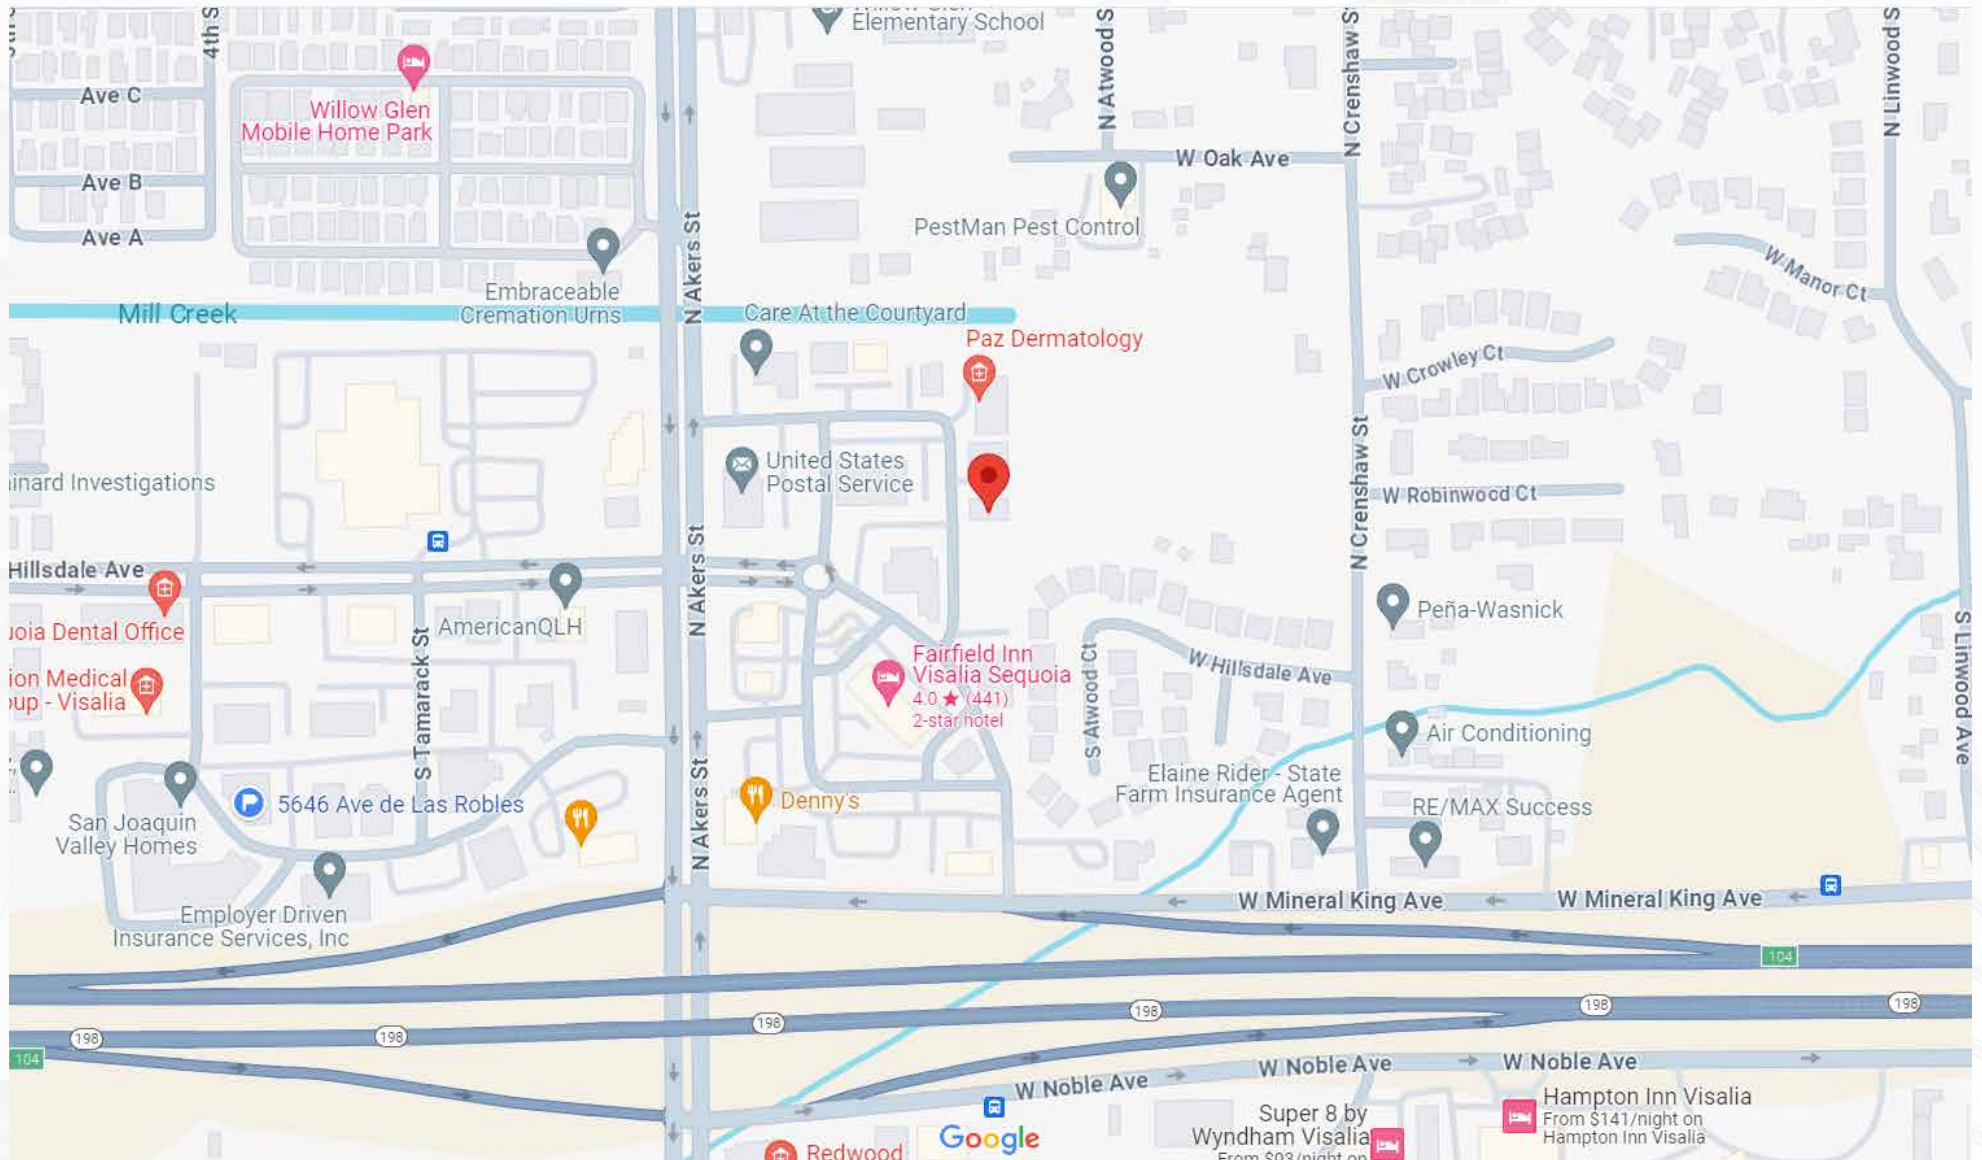 Elementary School
4th S
N Atwood S
N Crenshaw S
N Linwood S
Ave C
Willow Glen
Mobile Home Park
W Oak Ave
Ave B
PestMan Pest Control
Ave A
N Akers St
W Manor Ct
Embraceable
Cremation Urns
Mill Creek
Care At the Courtyard
Paz Dermatology
W Crowley Ct
United States
Postal Service
inard Investigations
N Crenshaw St
W Robinwood Ct
Hillsdale Ave
N Akers St
AmericanQLH
Peña-Wasnick
uoia Dental Office
S Tamarack St
Fairfield Inn
Visalia Sequoia
4.0 ★ (441)
2-star hotel
S Atwood Ct
W Hillsdale Ave
S Linwood Ave
ion Medical
oup - Visalia
Air Conditioning
Elaine Rider - State
Farm Insurance Agent
5646 Ave de Las Robles
Denny's
N Akers St
RE/MAX Success
San Joaquin
Valley Homes
W Mineral King Ave
W Mineral King Ave
Employer Driven
Insurance Services, Inc
104
198
198
198
198
198
198
104
W Noble Ave
W Noble Ave
W Noble Ave
Hampton Inn Visalia
From $141/night on
Hampton Inn Visalia
Super 8 by
Wyndham Visalia
From $93/night on
Google
Redwood